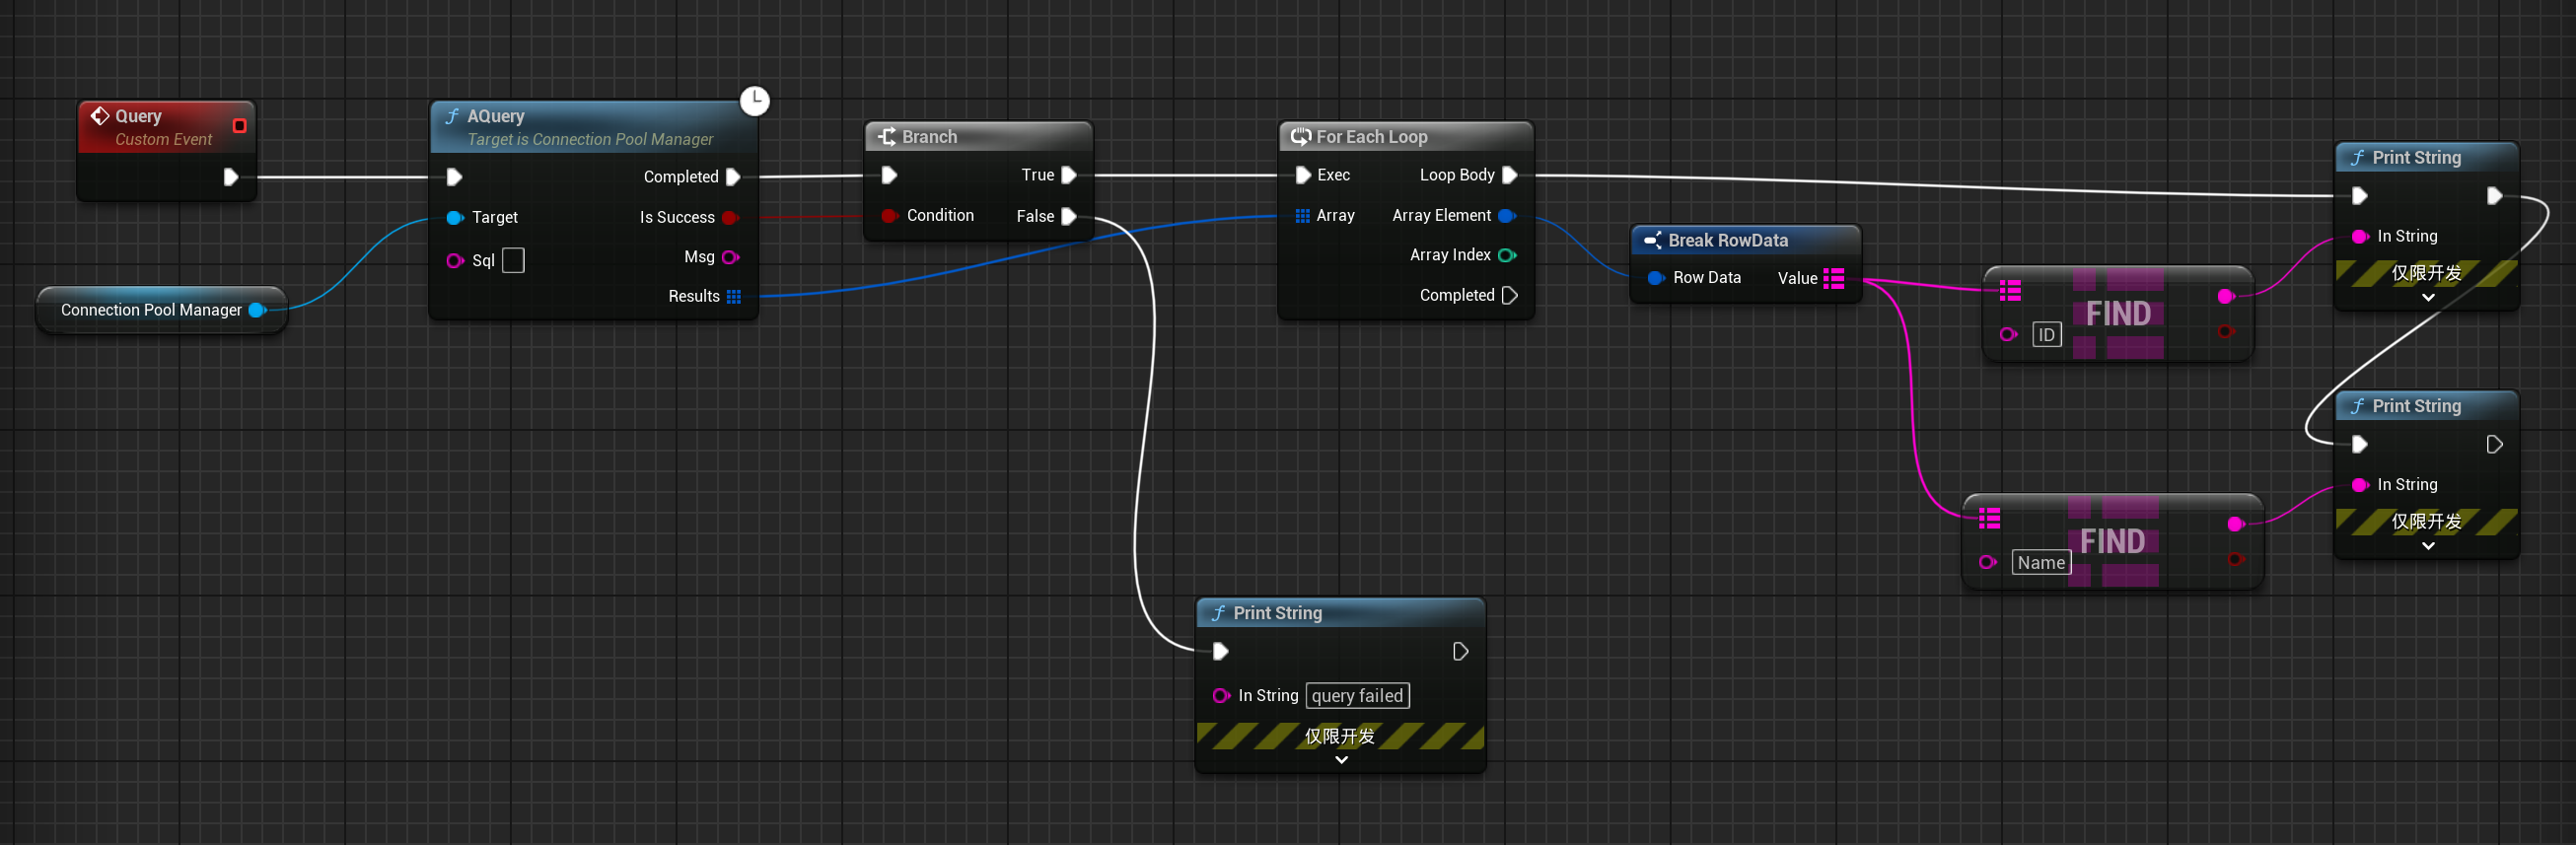 Query
Custom Event
Connection Pool Manager
AQuery
Target is Connection Pool Manager
Completed
Target
Is Success
Sql
Msg
Results
Branch
True
Condition
False
For Each Loop
Exec
Loop Body
Array
Array Element
Array Index
Completed
Break RowData
Row Data
Value
FIND
ID
FIND
Name
Print String
In String
仅限开发
Print String
In String
仅限开发
Print String
In String
query failed
仅限开发